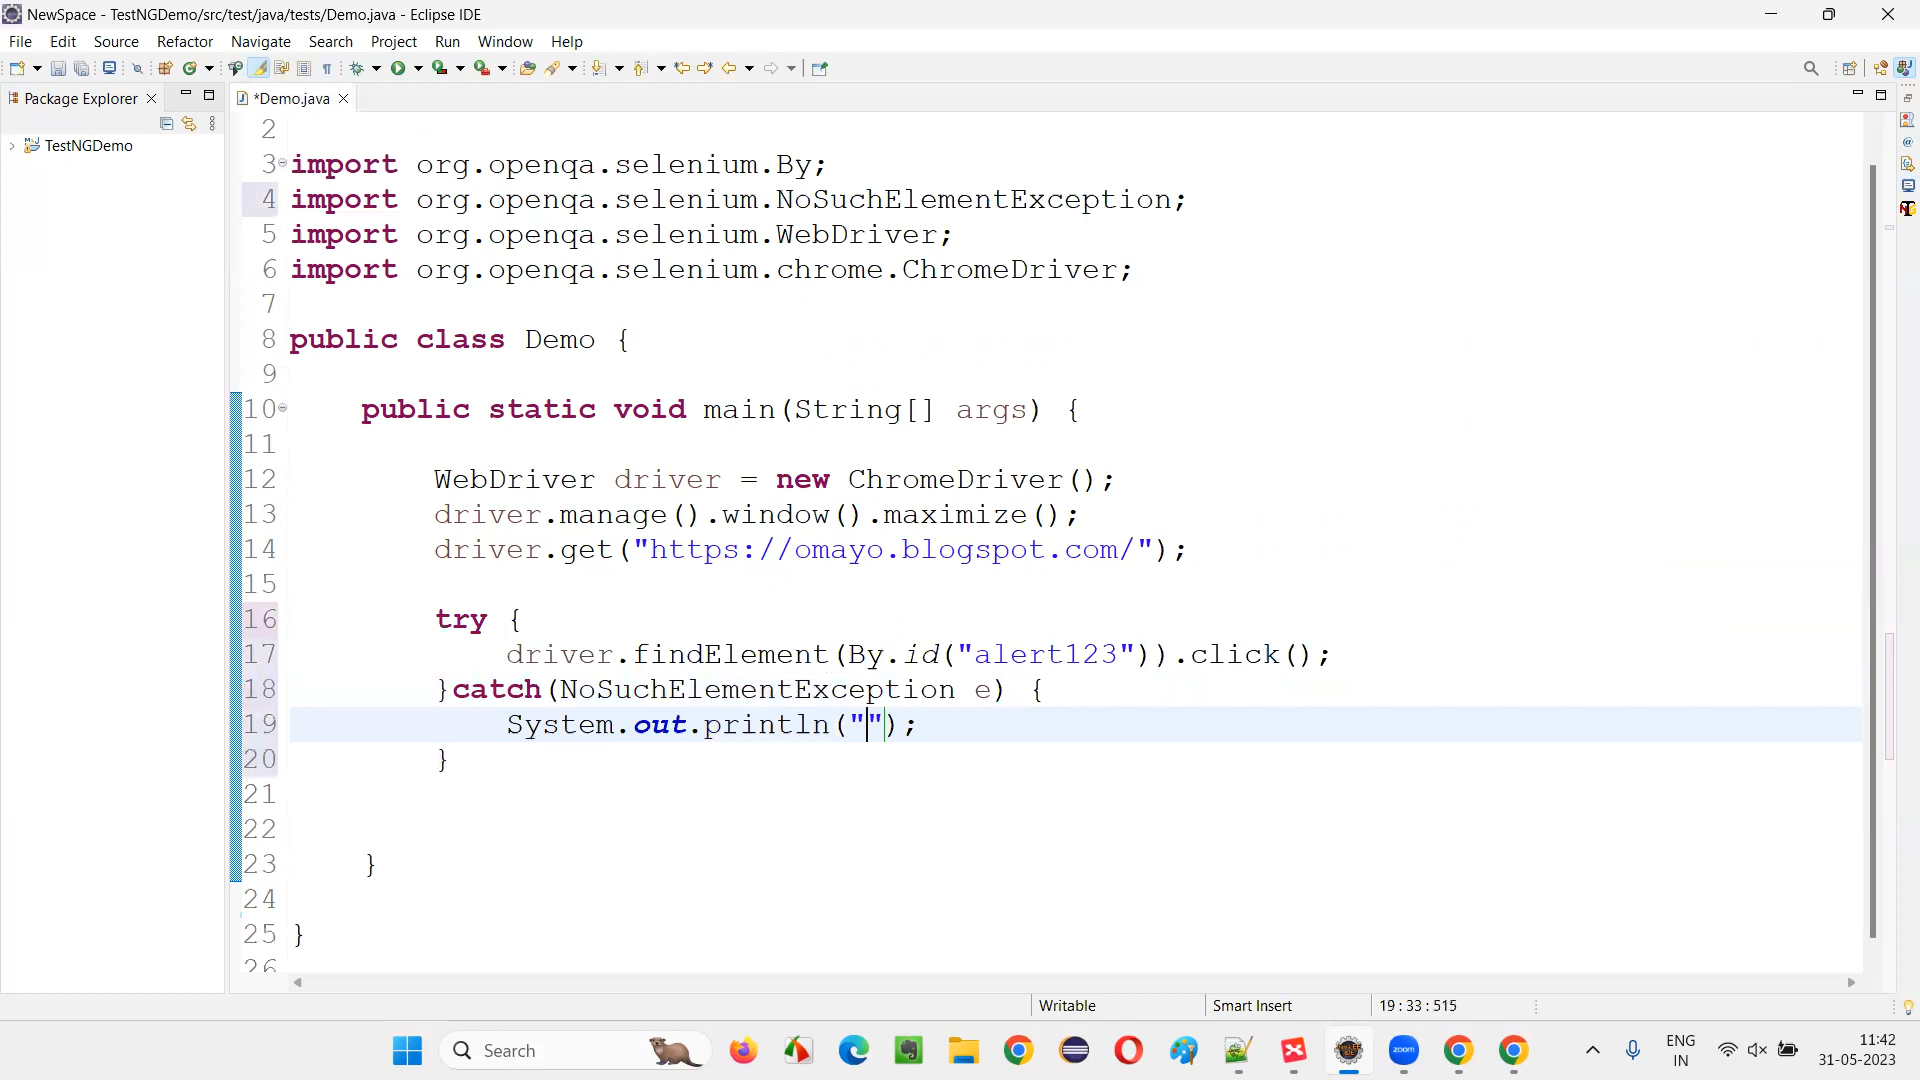 NewSpace - TestNGDemo/src/test/java/tests/Demo.java - Eclipse IDE
File Edit Source Refactor Navigate Search Project Run Window Help
Package Explorer
*Demo.java
TestNGDemo
2
3 import org.openqa.selenium.By;
4 import org.openqa.selenium.NoSuchElementException;
5 import org.openqa.selenium.WebDriver;
6 import org.openqa.selenium.chrome.ChromeDriver;
7
8 public class Demo {
9
10 public static void main(String[] args) {
11
12 WebDriver driver = new ChromeDriver();
13 driver.manage().window().maximize();
14 driver.get("https://omayo.blogspot.com/");
15
16 try {
17 driver.findElement(By.id("alert123")).click();
18 }catch(NoSuchElementException e) {
19 System.out.println("");
20 }
21
22
23 }
24
25 }
26
Writable Smart Insert 19 : 33 : 515
Search
zoom
ENG
IN
11:42
31-05-2023